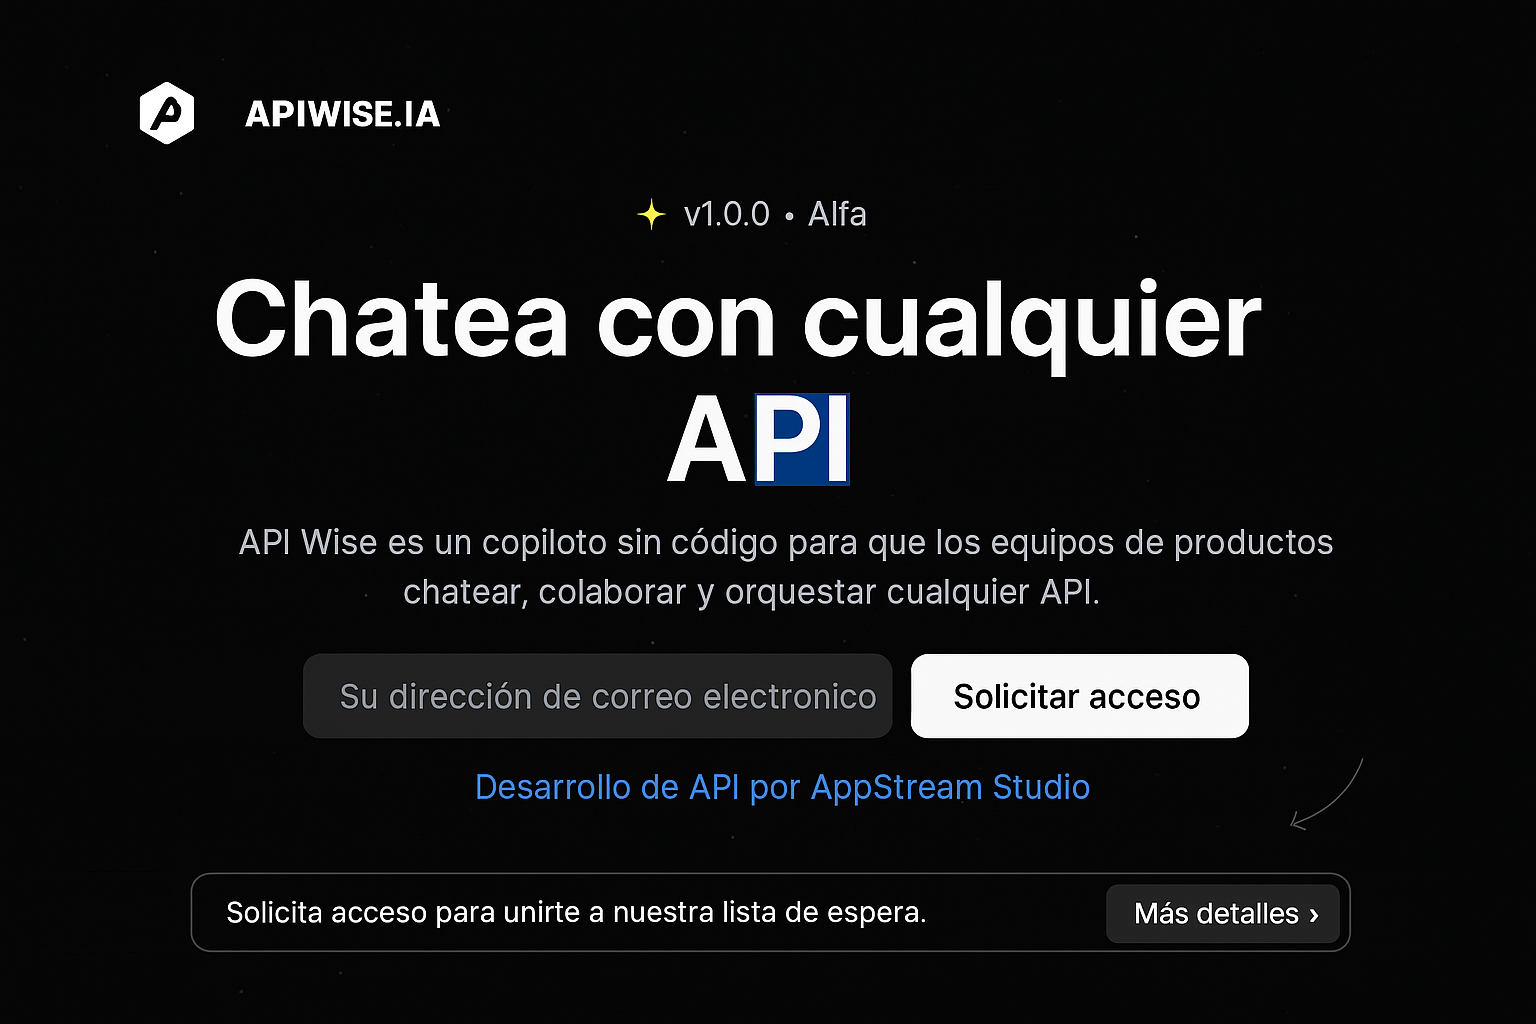 APIWISE.IA
v1.0.0 • Alfa
Chatea con cualquier
API
API Wise es un copiloto sin código para que los equipos de productos
chatear, colaborar y orquestar cualquier API.
Su dirección de correo electronico
Solicitar acceso
Desarrollo de API por AppStream Studio
Solicita acceso para unirte a nuestra lista de espera.
Más detalles ›